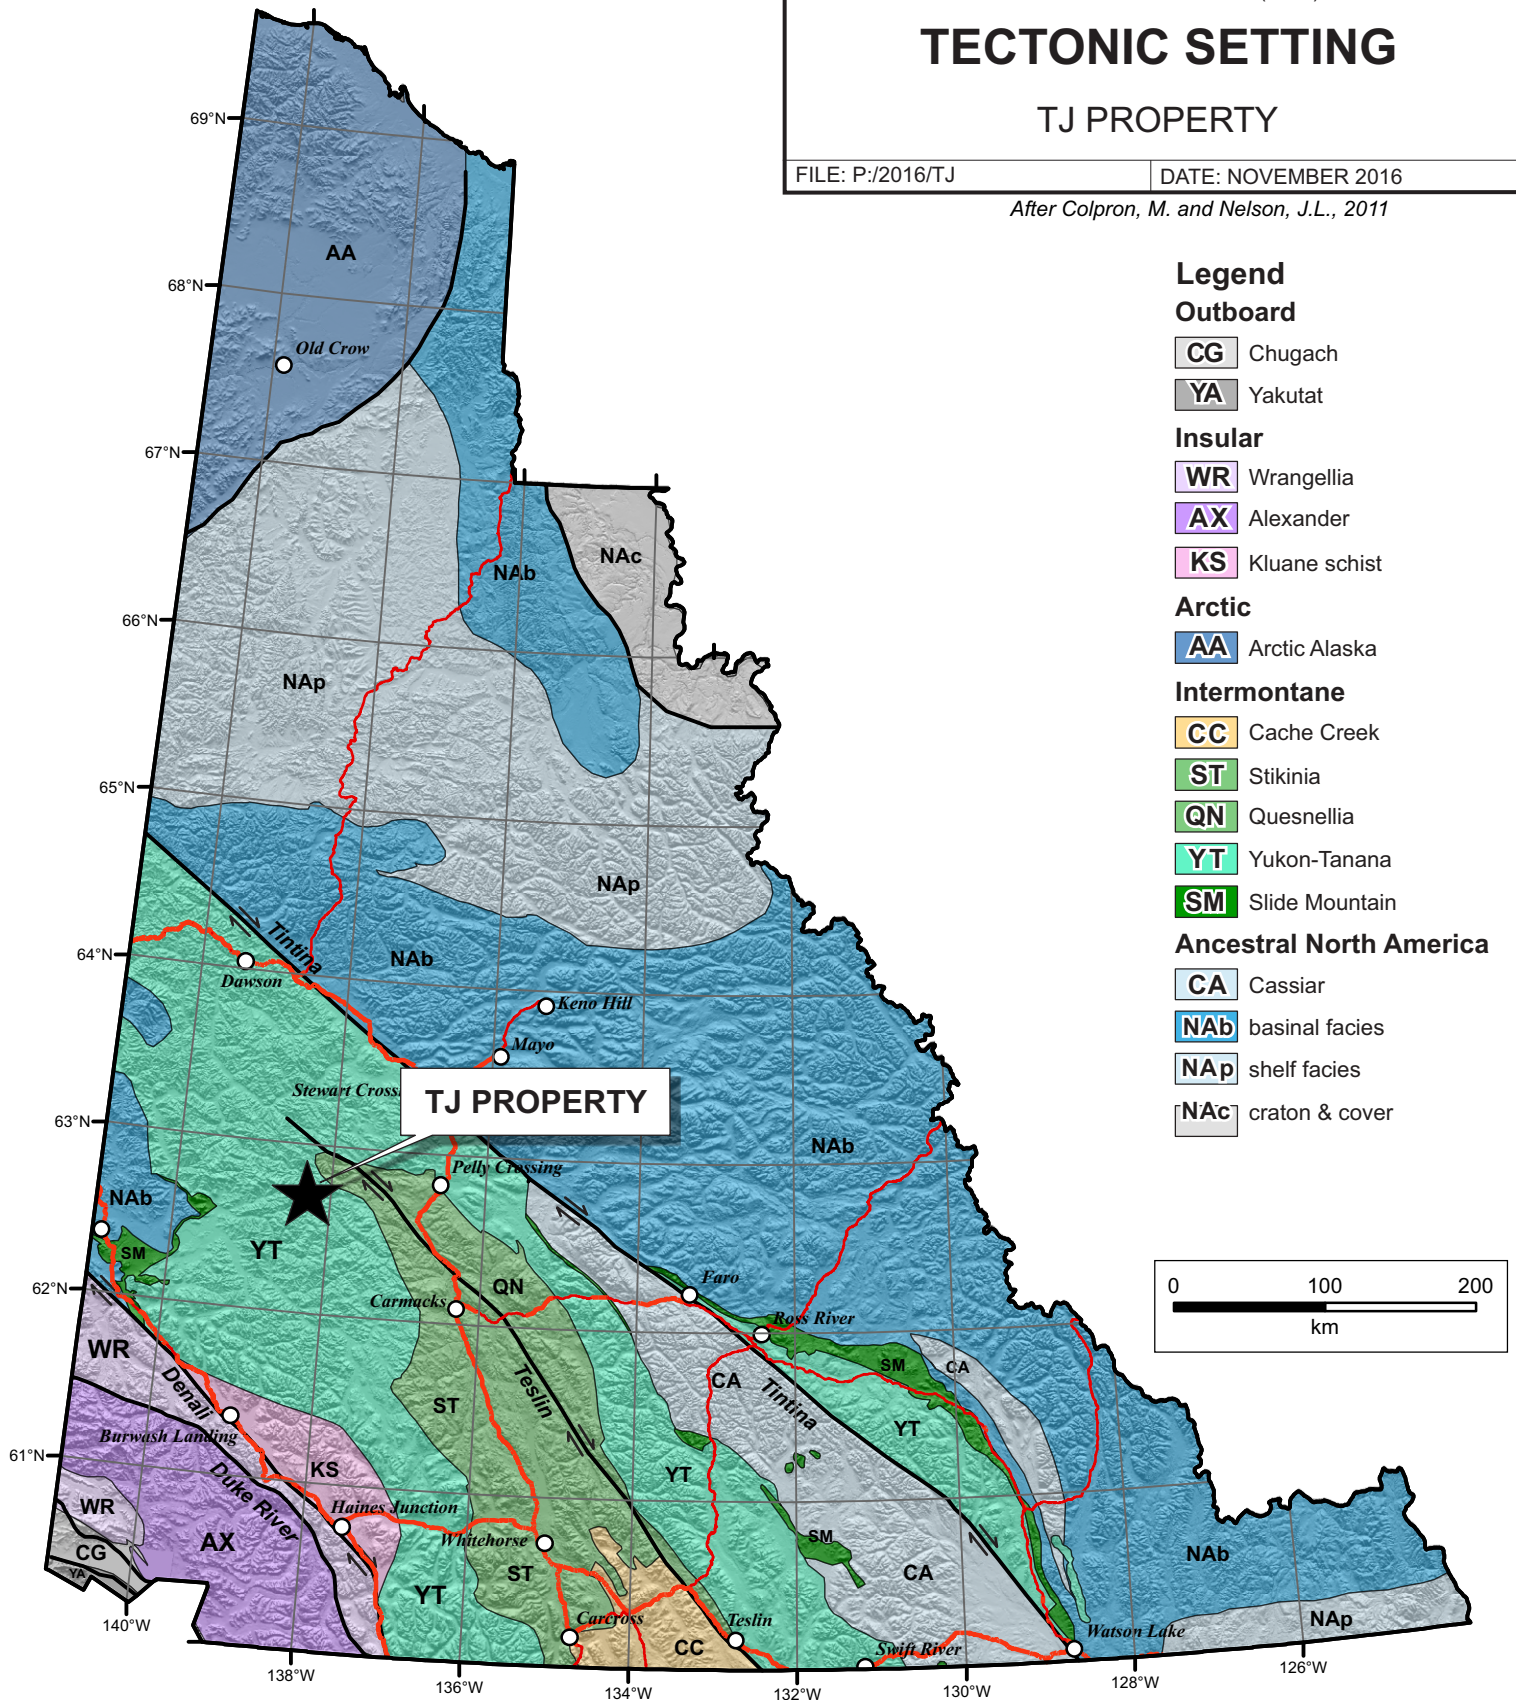 TECTONIC SETTING
TJ PROPERTY
FILE: P:/2016/TJ
DATE: NOVEMBER 2016
After Colpron, M. and Nelson, J.L., 2011
Legend
Outboard
CG Chugach
YA Yakutat
Insular
WR Wrangellia
AX Alexander
KS Kluane schist
Arctic
AA Arctic Alaska
Intermontane
CC Cache Creek
ST Stikinia
QN Quesnellia
YT Yukon-Tanana
SM Slide Mountain
Ancestral North America
CA Cassiar
NAb basinal facies
NAp shelf facies
NAc craton & cover
0 100 200
km
69°N
AA
68°N
Old Crow
67°N
NAc
NAb
66°N
NAp
65°N
NAp
Tintina
64°N
NAb
Dawson
Keno Hill
Mayo
Stewart Cross
TJ PROPERTY
63°N
NAb
Pelly Crossing
NAb
YT
SM
62°N
QN
Faro
Carmacks
Ross River
WR
SM
CA
Denali
CA
Teslin
Tintina
ST
YT
Burwash Landing
61°N
KS
YT
Duke River
WR
Haines Junction
SM
AX
Whitehorse
CG
NAb
YA
ST
CA
YT
140°W
Carcross
Teslin
NAp
Watson Lake
CC
Swift River
138°W
136°W
134°W
132°W
130°W
128°W
126°W